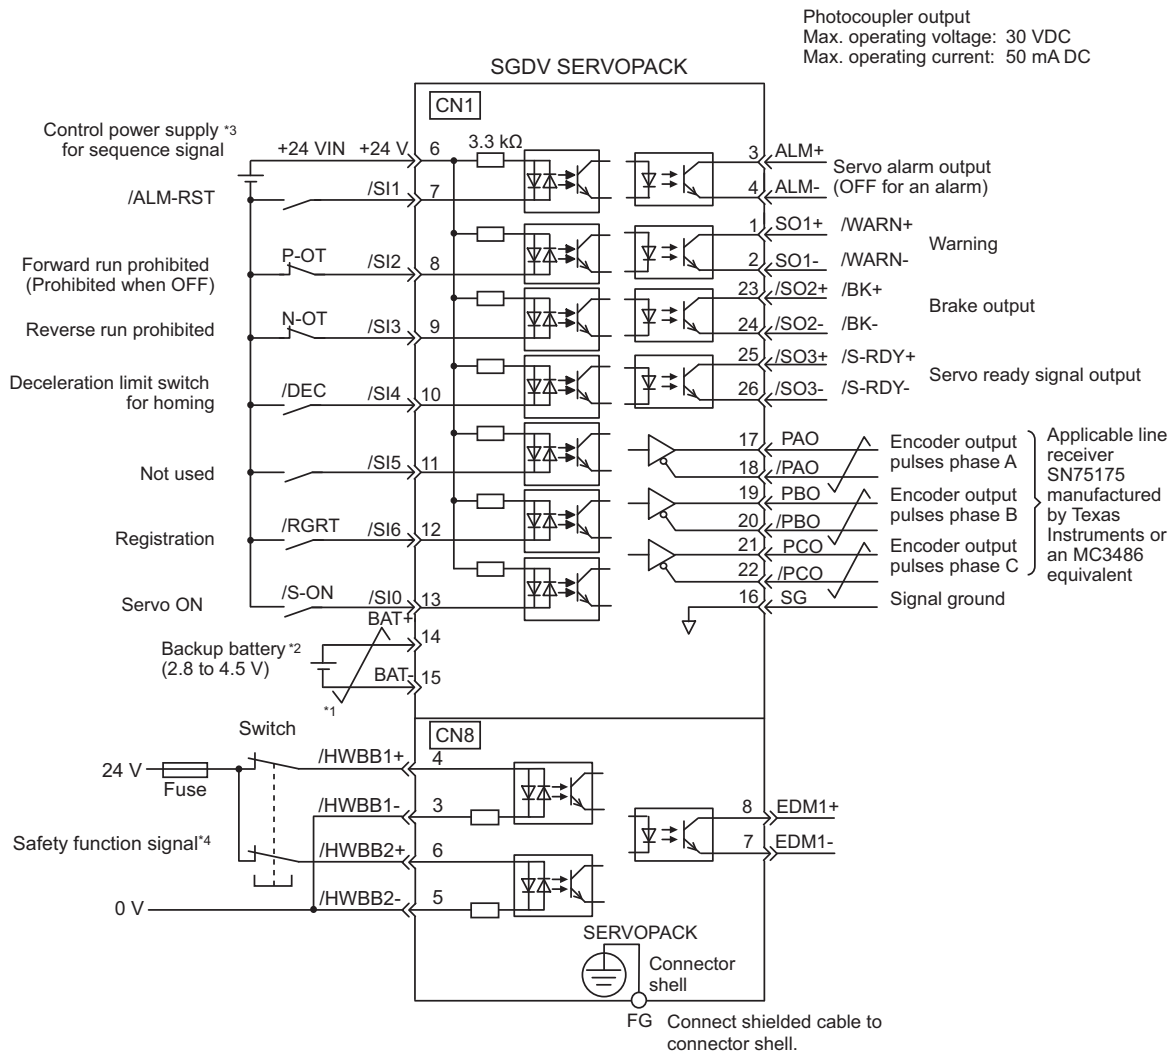 Photocoupler output
Max. operating voltage: 30 VDC
Max. operating current: 50 mA DC
SGDV SERVOPACK
CN1
Control power supply *3
for sequence signal
+24 VIN
+24 V
6
3.3 kΩ
/ALM-RST
/SI1
7
Forward run prohibited
(Prohibited when OFF)
P-OT
/SI2
8
Reverse run prohibited
N-OT
/SI3
9
Deceleration limit switch
for homing
/DEC
/SI4
10
Not used
/SI5
11
Registration
/RGRT
/SI6
12
Servo ON
/S-ON
/SI0
13
BAT+
14
Backup battery *2
(2.8 to 4.5 V)
BAT-
15
*1
3
ALM+
4
ALM-
Servo alarm output
(OFF for an alarm)
1
SO1+
/WARN+
2
SO1-
/WARN-
Warning
23
/SO2+
/BK+
24
/SO2-
/BK-
Brake output
25
/SO3+
/S-RDY+
26
/SO3-
/S-RDY-
Servo ready signal output
17
PAO
18
/PAO
Encoder output
pulses phase A
19
PBO
20
/PBO
Encoder output
pulses phase B
21
PCO
22
/PCO
Encoder output
pulses phase C
16
SG
Signal ground
Applicable line
receiver
SN75175
manufactured
by Texas
Instruments or
an MC3486
equivalent
CN8
Switch
24 V
Fuse
/HWBB1+
4
/HWBB1-
3
Safety function signal*4
/HWBB2+
6
0 V
/HWBB2-
5
8
EDM1+
7
EDM1-
SERVOPACK
Connector
shell
FG
Connect shielded cable to
connector shell.